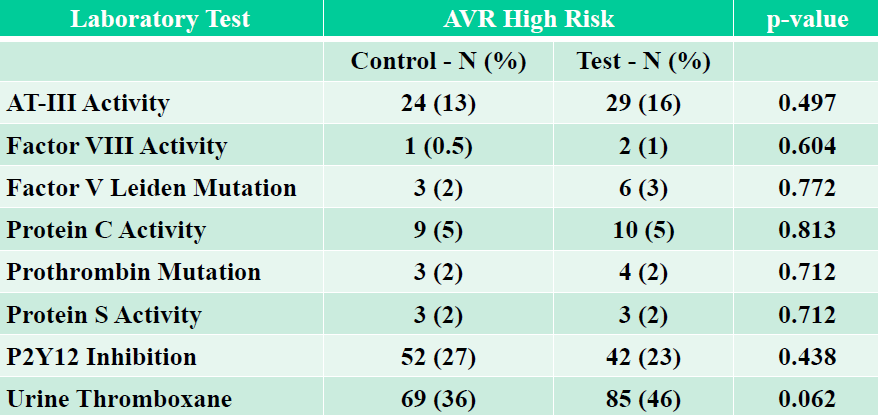 Laboratory Test AVR High Risk p-value
Control - N (%) Test - N (%)
AT-III Activity 24 (13) 29 (16) 0.497
Factor VIII Activity 1 (0.5) 2 (1) 0.604
Factor V Leiden Mutation 3 (2) 6 (3) 0.772
Protein C Activity 9 (5) 10 (5) 0.813
Prothrombin Mutation 3 (2) 4 (2) 0.712
Protein S Activity 3 (2) 3 (2) 0.712
P2Y12 Inhibition 52 (27) 42 (23) 0.438
Urine Thromboxane 69 (36) 85 (46) 0.062